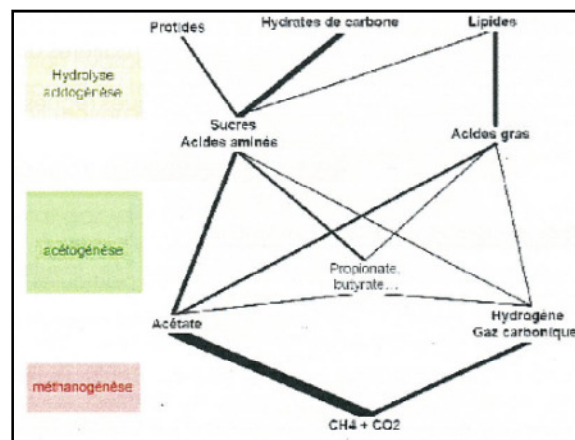 Protides
Hydrates de carbone
Lipides
Hydrolyse
acidogénèse
Sucres
Acides aminés
Acides gras
acétogénèse
Propionate,
butyrate...
Acétate
Hydrogène
Gaz carbonique
méthanogénèse
CH4 + CO2